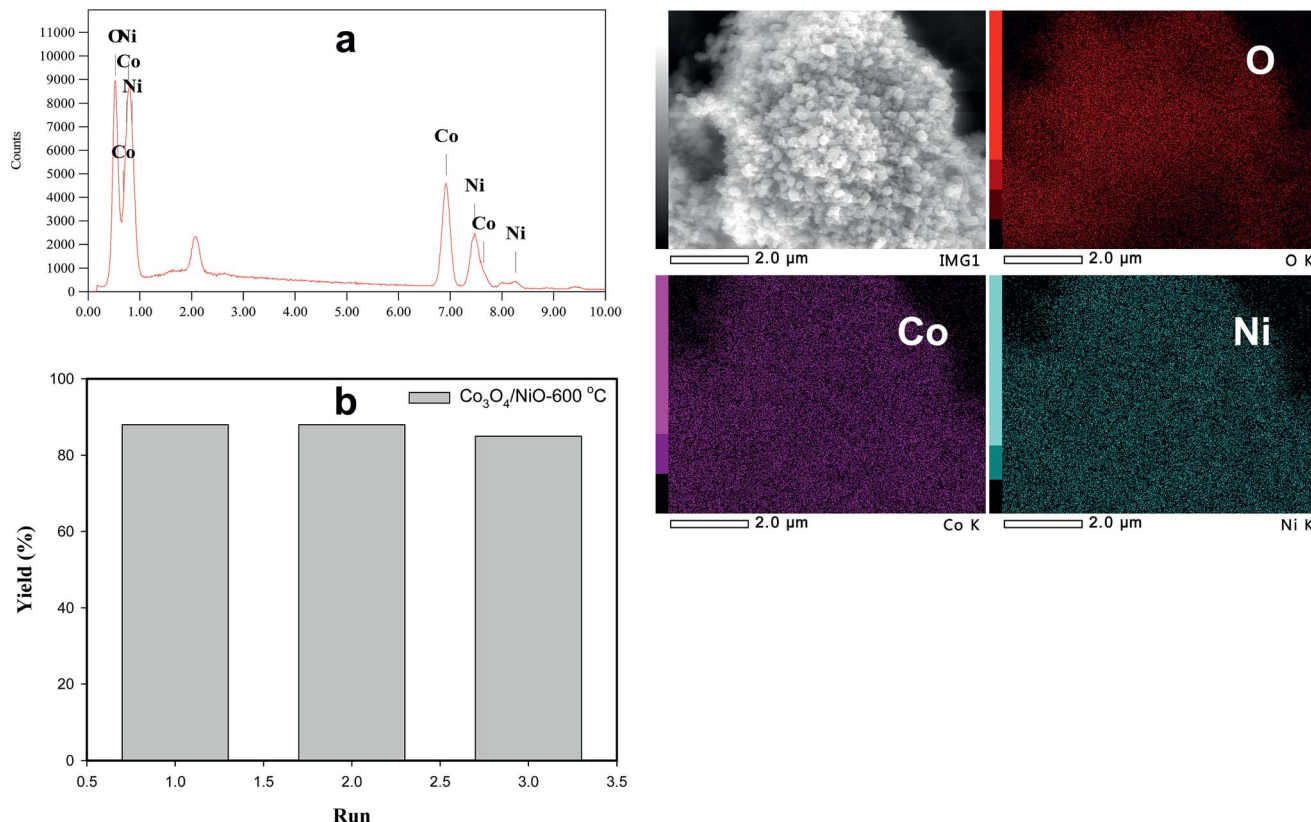 a
11000
10000
9000
8000
7000
6000
5000
4000
3000
2000
1000
0
Counts
O Ni
Co
Ni
Co
Co
Ni
Co
Ni
0.00 1.00 2.00 3.00 4.00 5.00 6.00 7.00 8.00 9.00 10.00
2.0 µm IMG1
O
2.0 µm O K
Co
2.0 µm Co K
Ni
2.0 µm Ni K
b
Co₃O₄/NiO-600 °C
100
80
60
40
20
0
Yield (%)
0.5 1.0 1.5 2.0 2.5 3.0 3.5
Run